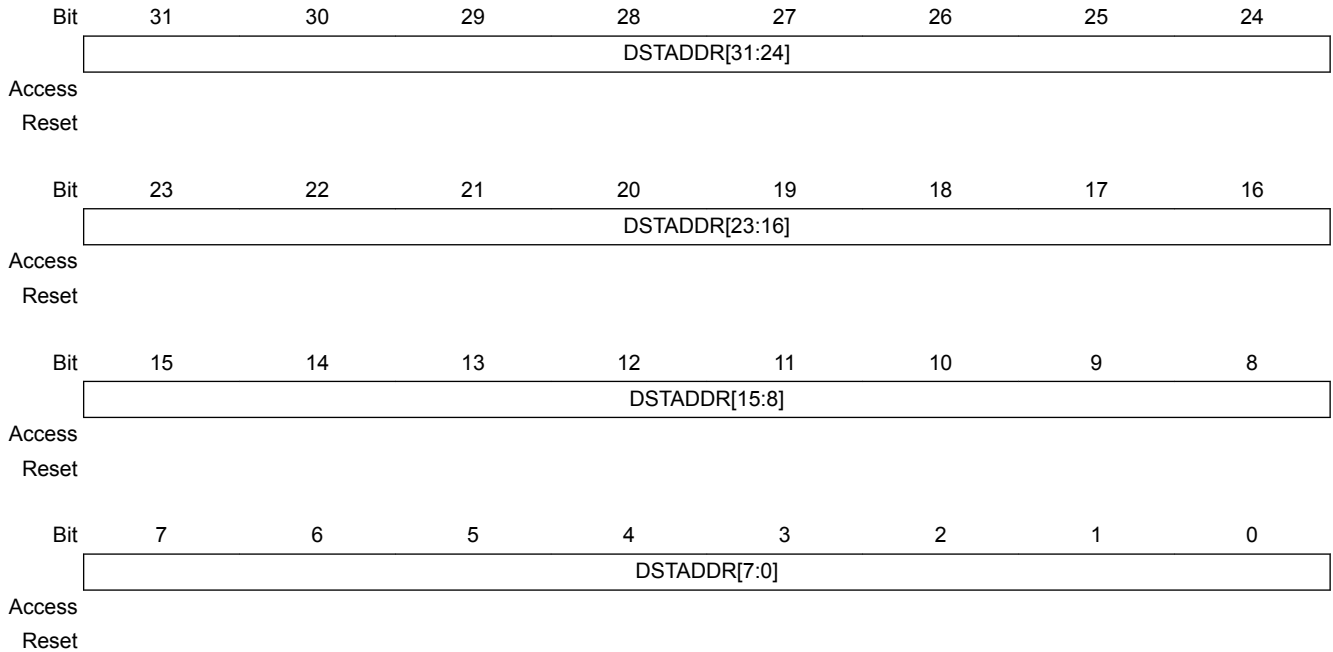 Bit 31 30 29 28 27 26 25 24
DSTADDR[31:24]
Access
Reset
Bit 23 22 21 20 19 18 17 16
DSTADDR[23:16]
Access
Reset
Bit 15 14 13 12 11 10 9 8
DSTADDR[15:8]
Access
Reset
Bit 7 6 5 4 3 2 1 0
DSTADDR[7:0]
Access
Reset